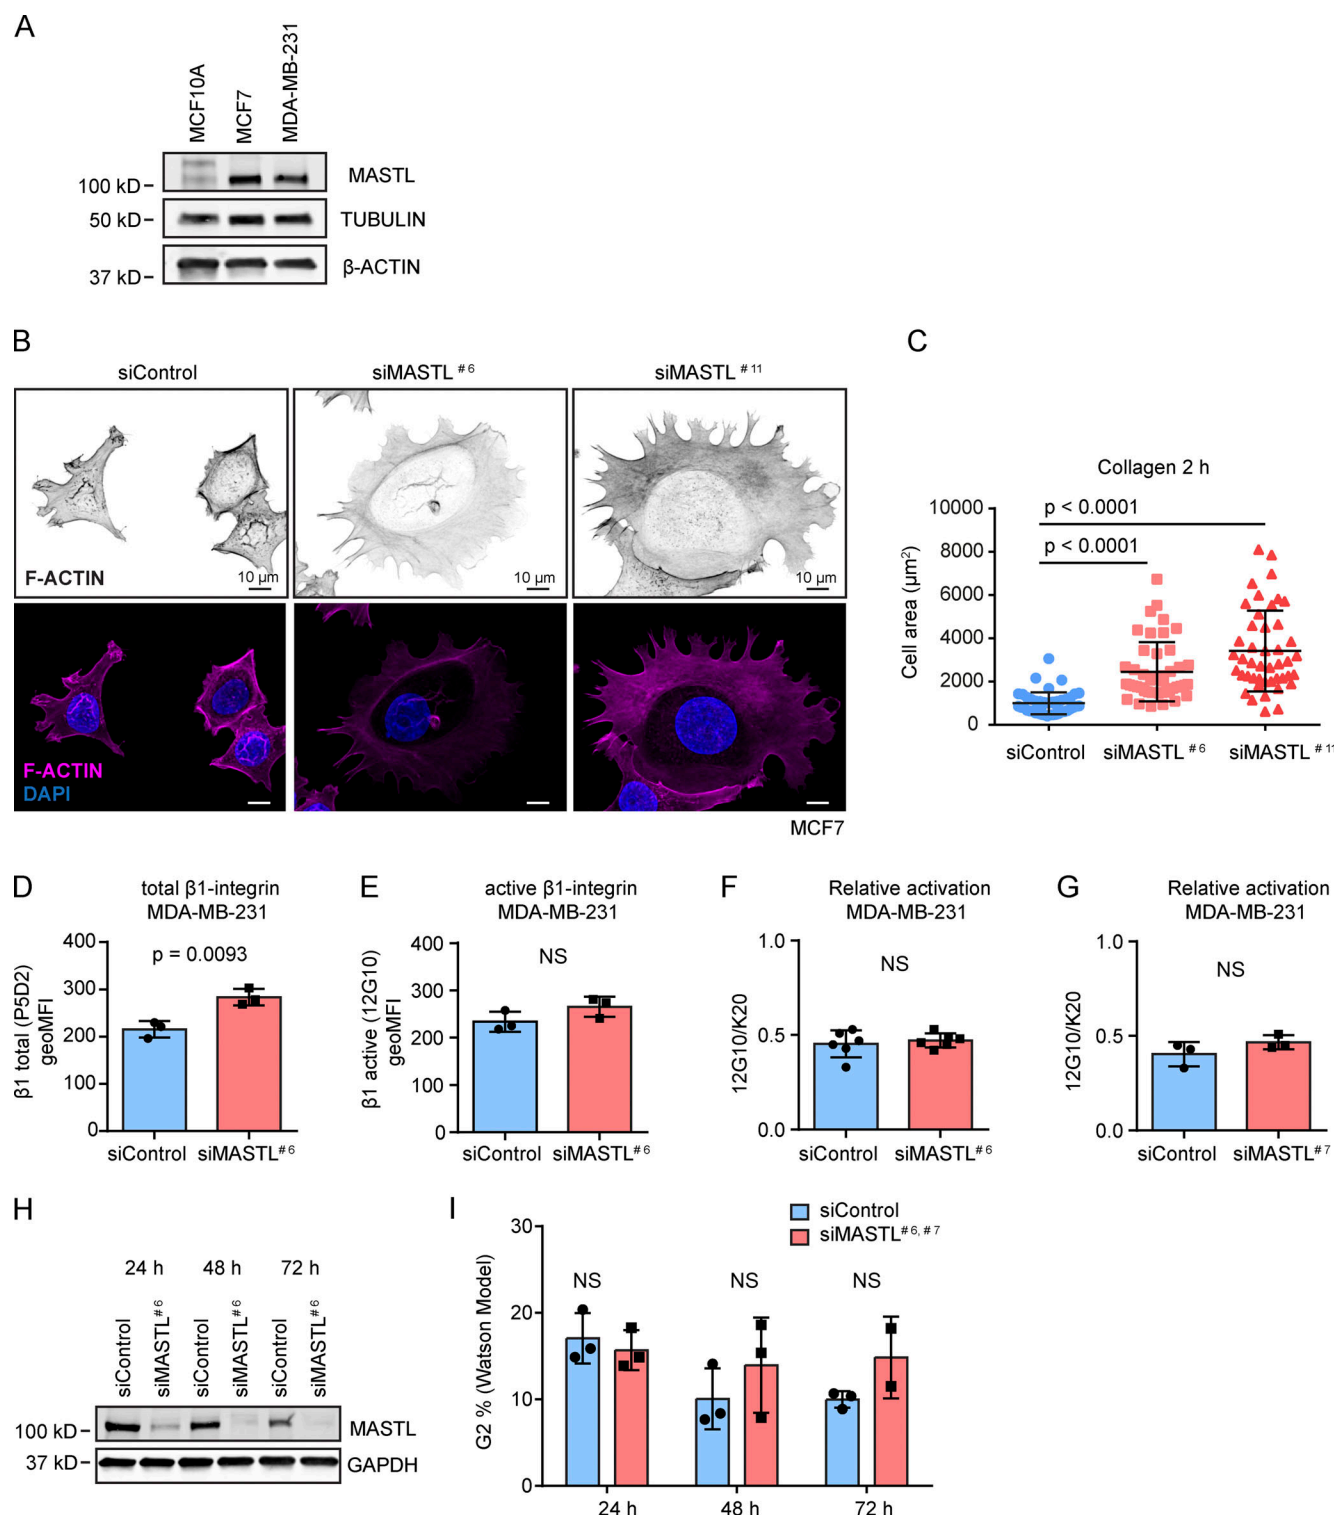 A
MCF10A
MCF7
MDA-MB-231
100 kD
MASTL
50 kD
TUBULIN
37 kD
β-ACTIN
B
siControl
siMASTL #6
siMASTL #11
F-ACTIN
10 µm
10 µm
10 µm
F-ACTIN
DAPI
MCF7
C
Collagen 2 h
p < 0.0001
p < 0.0001
Cell area (µm²)
10000
8000
6000
4000
2000
0
siControl
siMASTL #6
siMASTL #11
D
total β1-integrin
MDA-MB-231
p = 0.0093
β1 total (P5D2)
geoMFI
400
300
200
100
0
siControl
siMASTL #6
E
active β1-integrin
MDA-MB-231
NS
β1 active (12G10)
geoMFI
400
300
200
100
0
siControl
siMASTL #6
F
Relative activation
MDA-MB-231
NS
12G10/K20
1.0
0.5
0.0
siControl
siMASTL #6
G
Relative activation
MDA-MB-231
NS
12G10/K20
1.0
0.5
0.0
siControl
siMASTL #7
H
24 h
48 h
72 h
siControl
siMASTL #6
siControl
siMASTL #6
siControl
siMASTL #6
100 kD
MASTL
37 kD
GAPDH
I
siControl
siMASTL #6, #7
G2 % (Watson Model)
30
20
10
0
NS
NS
NS
24 h
48 h
72 h